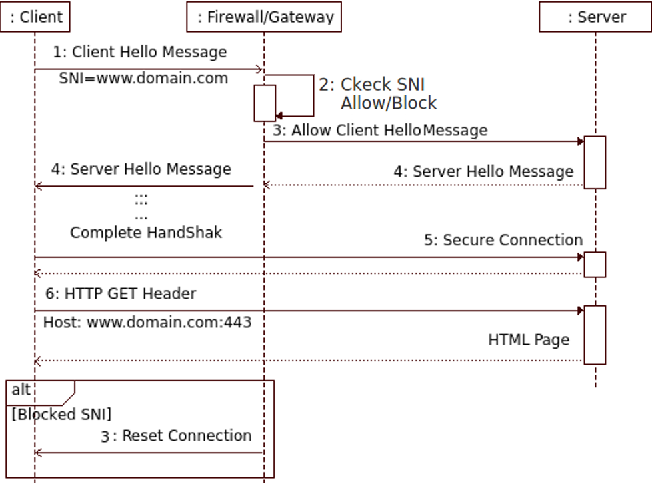 : Client
: Firewall/Gateway
: Server
1: Client Hello Message
SNI=www.domain.com
2: Ckeck SNI
Allow/Block
3: Allow Client HelloMessage
4: Server Hello Message
4: Server Hello Message
:::
...
Complete HandShak
5: Secure Connection
6: HTTP GET Header
Host: www.domain.com:443
HTML Page
alt
[Blocked SNI]
3: Reset Connection